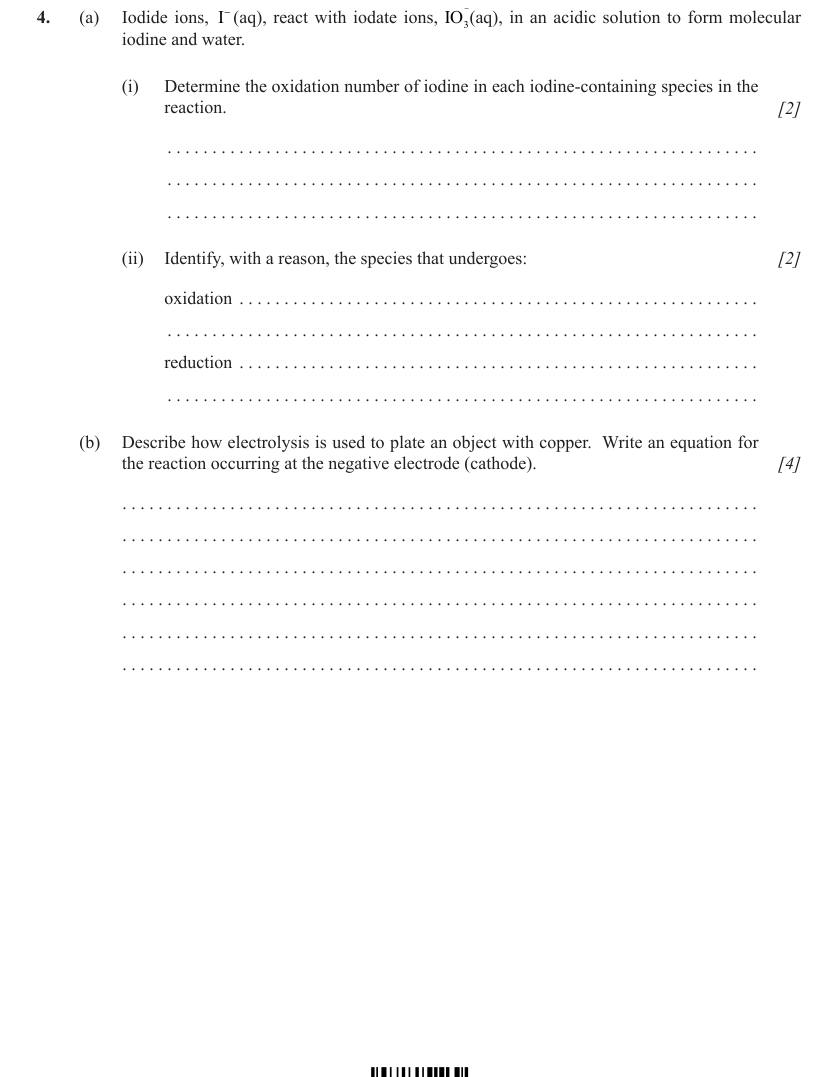 4. (a) Iodide ions, I⁻(aq), react with iodate ions, IO₃⁻(aq), in an acidic solution to form molecular
iodine and water.
(i) Determine the oxidation number of iodine in each iodine-containing species in the
reaction. [2]
. . . . . . . . . . . . . . . . . . . . . . . . . . . . . . . . . . . . . . . .
. . . . . . . . . . . . . . . . . . . . . . . . . . . . . . . . . . . . . . . .
. . . . . . . . . . . . . . . . . . . . . . . . . . . . . . . . . . . . . . . .
(ii) Identify, with a reason, the species that undergoes: [2]
oxidation . . . . . . . . . . . . . . . . . . . . . . . . . . . . . . . . . . . .
. . . . . . . . . . . . . . . . . . . . . . . . . . . . . . . . . . . . . . . .
reduction . . . . . . . . . . . . . . . . . . . . . . . . . . . . . . . . . . . .
. . . . . . . . . . . . . . . . . . . . . . . . . . . . . . . . . . . . . . . .
(b) Describe how electrolysis is used to plate an object with copper. Write an equation for
the reaction occurring at the negative electrode (cathode). [4]
. . . . . . . . . . . . . . . . . . . . . . . . . . . . . . . . . . . . . . . .
. . . . . . . . . . . . . . . . . . . . . . . . . . . . . . . . . . . . . . . .
. . . . . . . . . . . . . . . . . . . . . . . . . . . . . . . . . . . . . . . .
. . . . . . . . . . . . . . . . . . . . . . . . . . . . . . . . . . . . . . . .
. . . . . . . . . . . . . . . . . . . . . . . . . . . . . . . . . . . . . . . .
. . . . . . . . . . . . . . . . . . . . . . . . . . . . . . . . . . . . . . . .